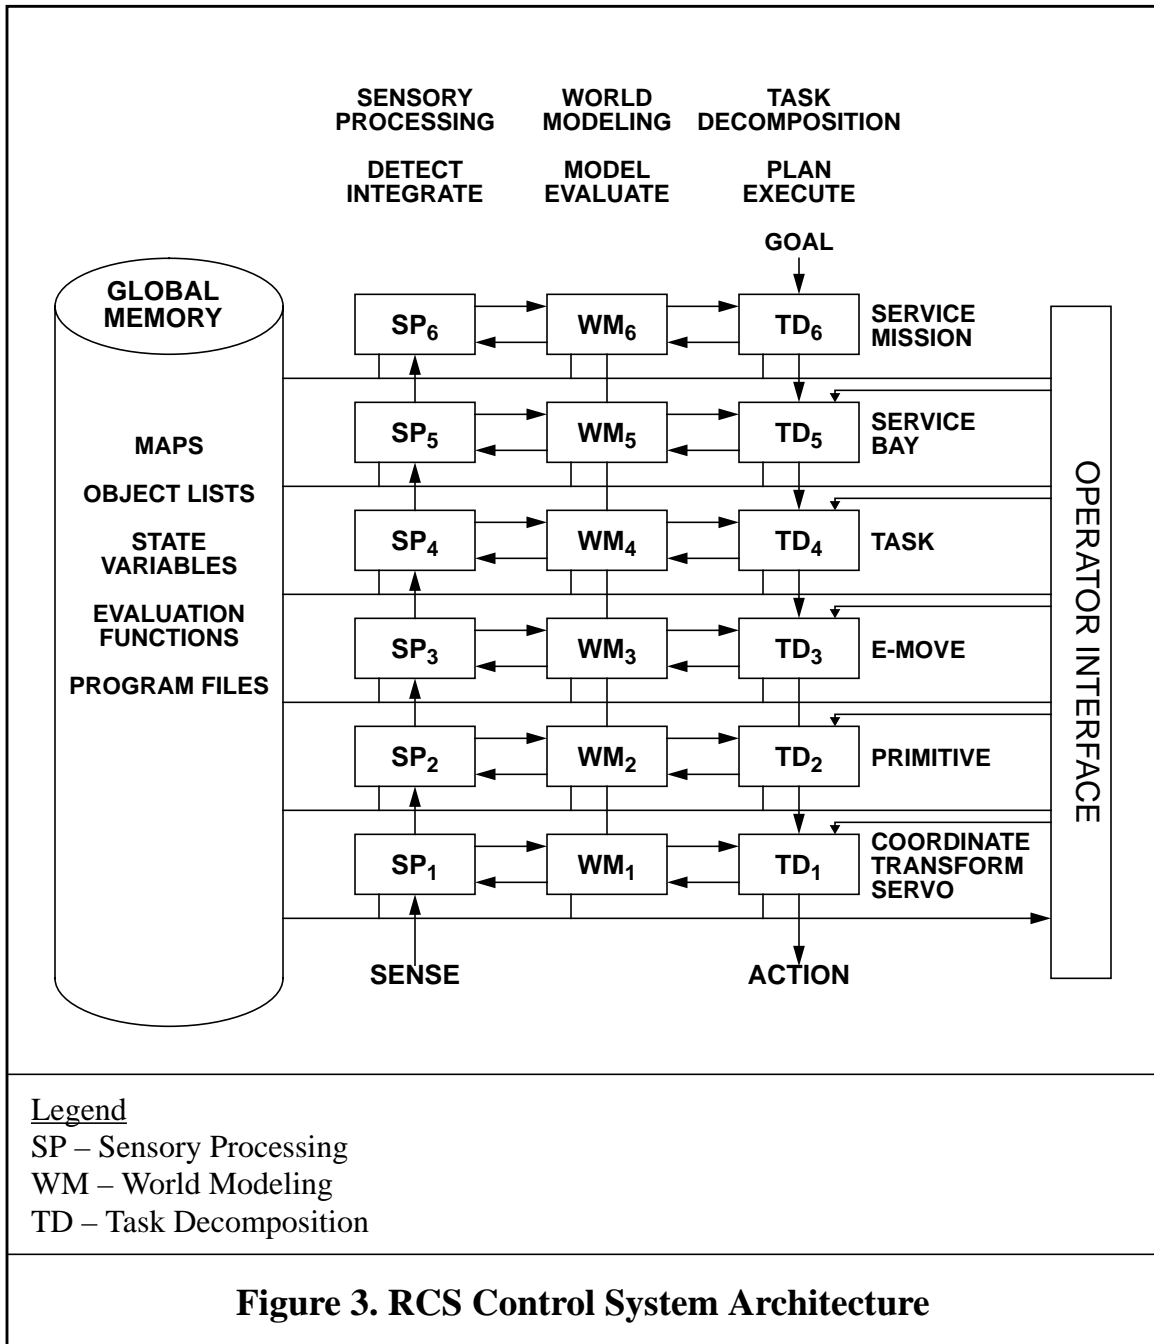 SENSORY
PROCESSING
WORLD
MODELING
TASK
DECOMPOSITION
DETECT
INTEGRATE
MODEL
EVALUATE
PLAN
EXECUTE
GOAL
GLOBAL
MEMORY
MAPS
OBJECT LISTS
STATE
VARIABLES
EVALUATION
FUNCTIONS
PROGRAM FILES
SP6
WM6
TD6
SERVICE
MISSION
SP5
WM5
TD5
SERVICE
BAY
SP4
WM4
TD4
TASK
SP3
WM3
TD3
E-MOVE
SP2
WM2
TD2
PRIMITIVE
SP1
WM1
TD1
COORDINATE
TRANSFORM
SERVO
SENSE
ACTION
OPERATOR INTERFACE
Legend
SP – Sensory Processing
WM – World Modeling
TD – Task Decomposition
Figure 3. RCS Control System Architecture